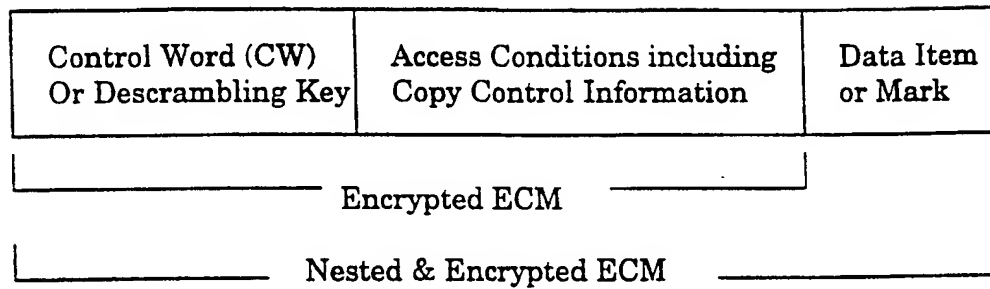 Control Word (CW)
Or Descrambling Key
Access Conditions including
Copy Control Information
Data Item
or Mark
Encrypted ECM
Nested & Encrypted ECM